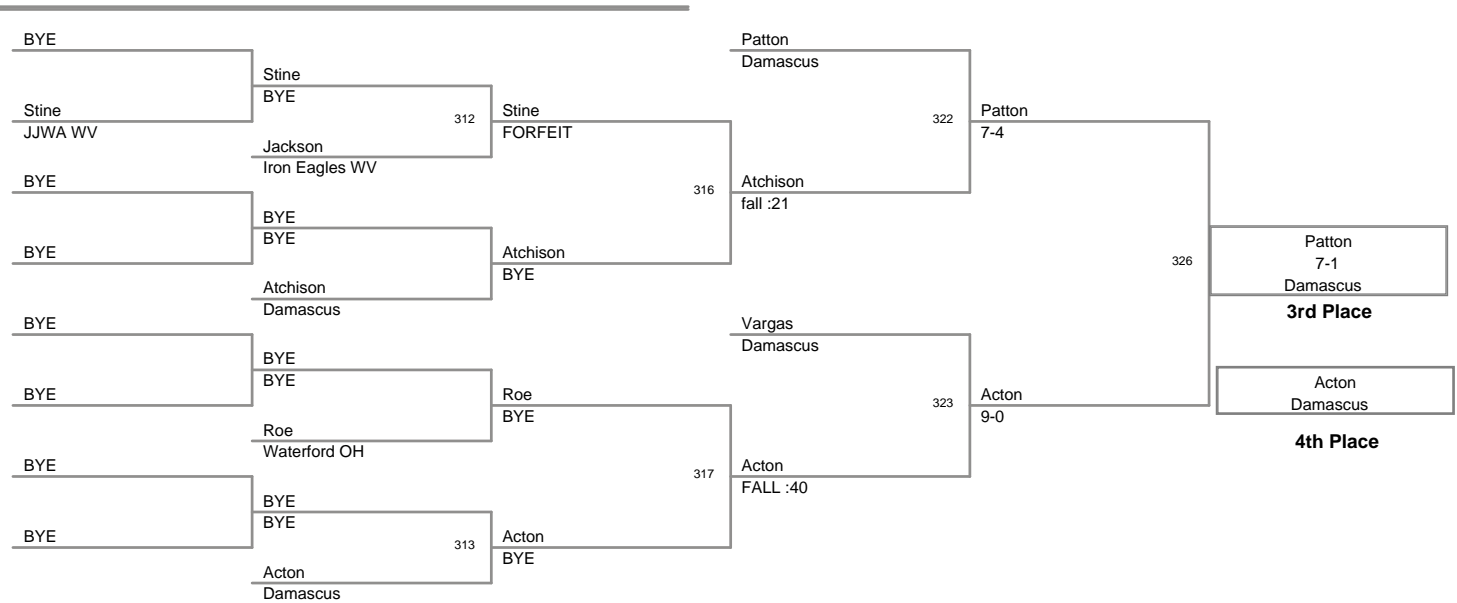 BYE
Stine
JJWA WV
BYE
BYE
BYE
BYE
BYE
BYE
Stine
BYE
312
Jackson
Iron Eagles WV
BYE
BYE
Atchison
Damascus
BYE
BYE
Roe
Waterford OH
BYE
BYE
313
Acton
Damascus
Stine
FORFEIT
316
Atchison
BYE
Roe
BYE
317
Acton
BYE
Patton
Damascus
322
Atchison
fall :21
Vargas
Damascus
323
Acton
FALL :40
Patton
7-4
326
Acton
9-0
Patton
7-1
Damascus
3rd Place
Acton
Damascus
4th Place